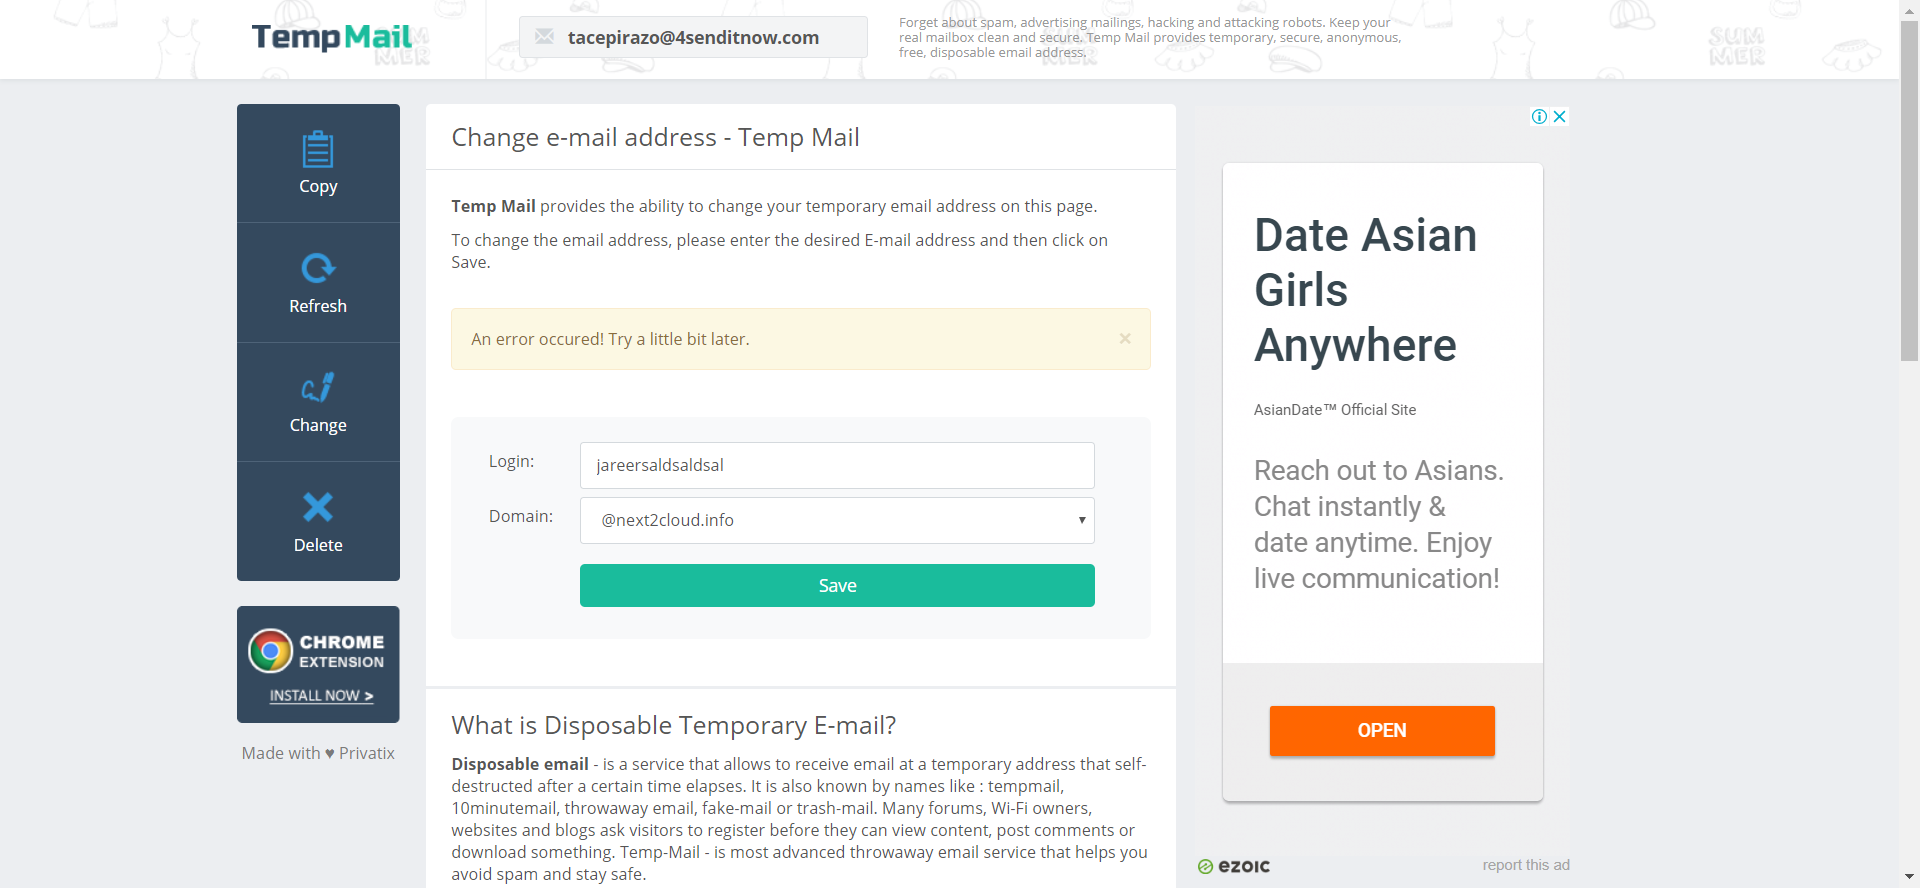 TempMail
tacepirazo@4senditnow.com
Forget about spam, advertising mailings, hacking and attacking robots. Keep your
real mailbox clean and secure. Temp Mail provides temporary, secure, anonymous,
free, disposable email address.
SUM
MER
SUM
MER
SUM
MER
Copy
Refresh
Change
Delete
CHROME
EXTENSION
INSTALL NOW >
Made with ♥ Privatix
Change e-mail address - Temp Mail
Temp Mail provides the ability to change your temporary email address on this page.
To change the email address, please enter the desired E-mail address and then click on
Save.
An error occured! Try a little bit later.
×
Login:
jareersaldsaldsal
Domain:
@next2cloud.info
Save
What is Disposable Temporary E-mail?
Disposable email - is a service that allows to receive email at a temporary address that self-
destructed after a certain time elapses. It is also known by names like : tempmail,
10minutemail, throwaway email, fake-mail or trash-mail. Many forums, Wi-Fi owners,
websites and blogs ask visitors to register before they can view content, post comments or
download something. Temp-Mail - is most advanced throwaway email service that helps you
avoid spam and stay safe.
Date Asian
Girls
Anywhere
AsianDate™ Official Site
Reach out to Asians.
Chat instantly &
date anytime. Enjoy
live communication!
OPEN
ezoic
report this ad